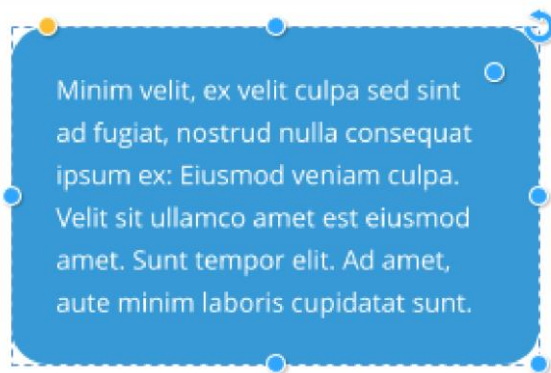 Minim velit, ex velit culpa sed sint
ad fugiat, nostrud nulla consequat
ipsum ex: Eiusmod veniam culpa.
Velit sit ullamco amet est eiusmod
amet. Sunt tempor elit. Ad amet,
aute minim laboris cupidatat sunt.